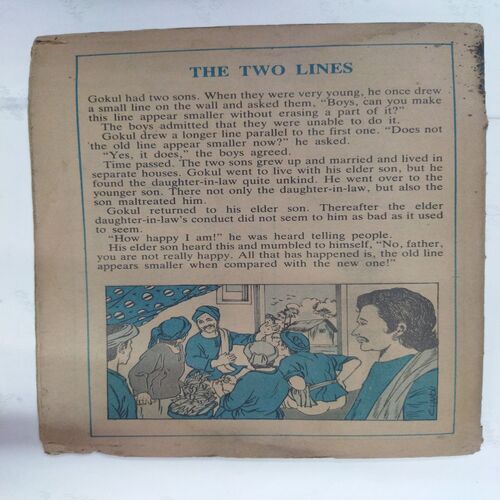 THE TWO LINES
Gokul had two sons. When they were very young, he once drew
a small line on the wall and asked them, "Boys, can you make
this line appear smaller without erasing a part of it?"
The boys admitted that they were unable to do it.
Gokul drew a longer line parallel to the first one. "Does not
the old line appear smaller now?" he asked.
"Yes, it does," the boys agreed.
Time passed. The two sons grew up and married and lived in
separate houses. Gokul went to live with his elder son, but he
found the daughter-in-law quite unkind. He went over to the
younger son. There not only the daughter-in-law, but also the
son maltreated him.
Gokul returned to his elder son. Thereafter the elder
daughter-in-law's conduct did not seem to him as bad as it used
to seem.
"How happy I am!" he was heard telling people.
His elder son heard this and mumbled to himself, "No, father,
you are not really happy. All that has happened is, the old line
appears smaller when compared with the new one!"